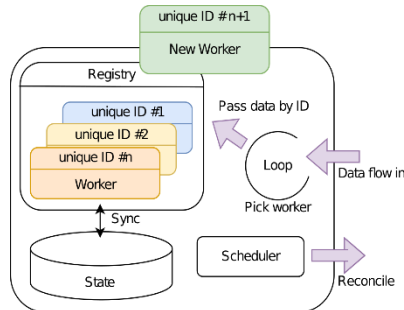 unique ID #n+1
New Worker
Registry
unique ID #1
unique ID #2
unique ID #n
Worker
Pass data by ID
Loop
Data flow in
Pick worker
Sync
Scheduler
State
Reconcile